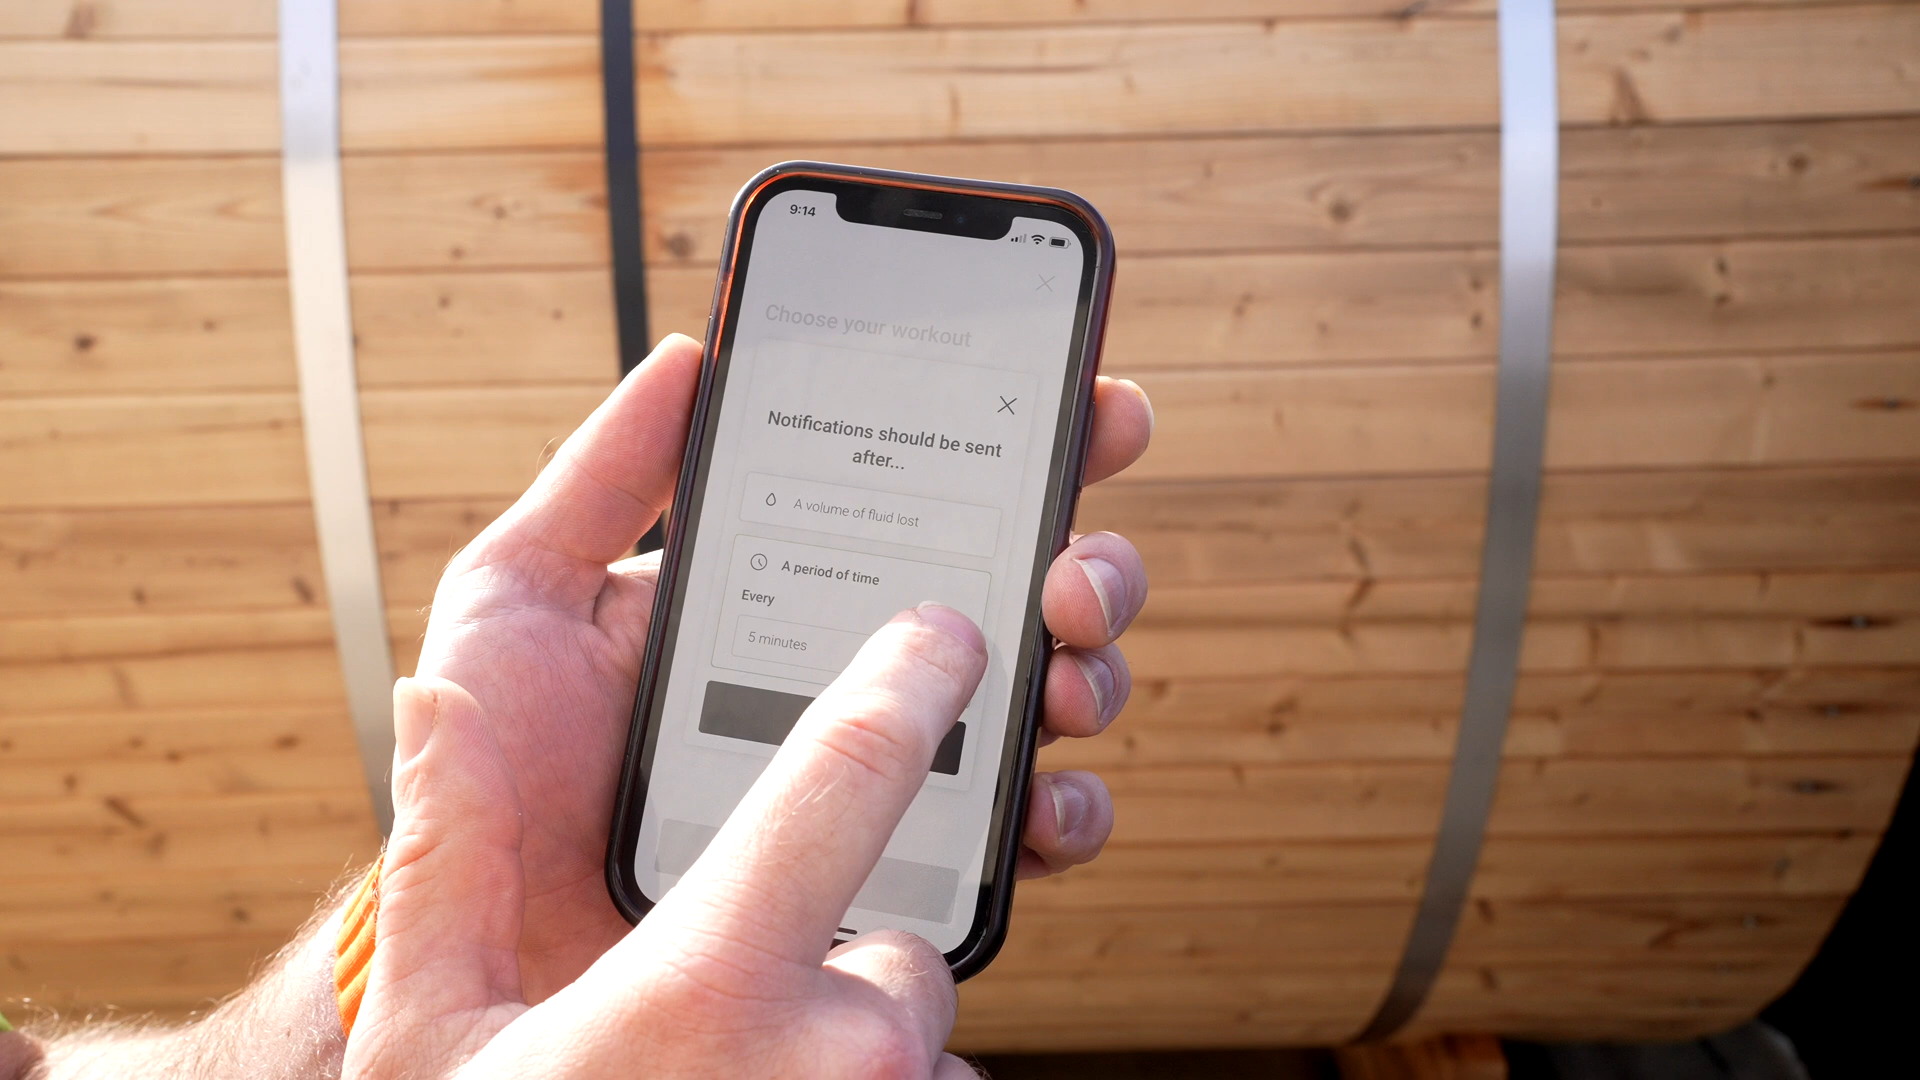 9:14
Choose your workout
Notifications should be sent
after...
A volume of fluid lost
A period of time
Every
5 minutes